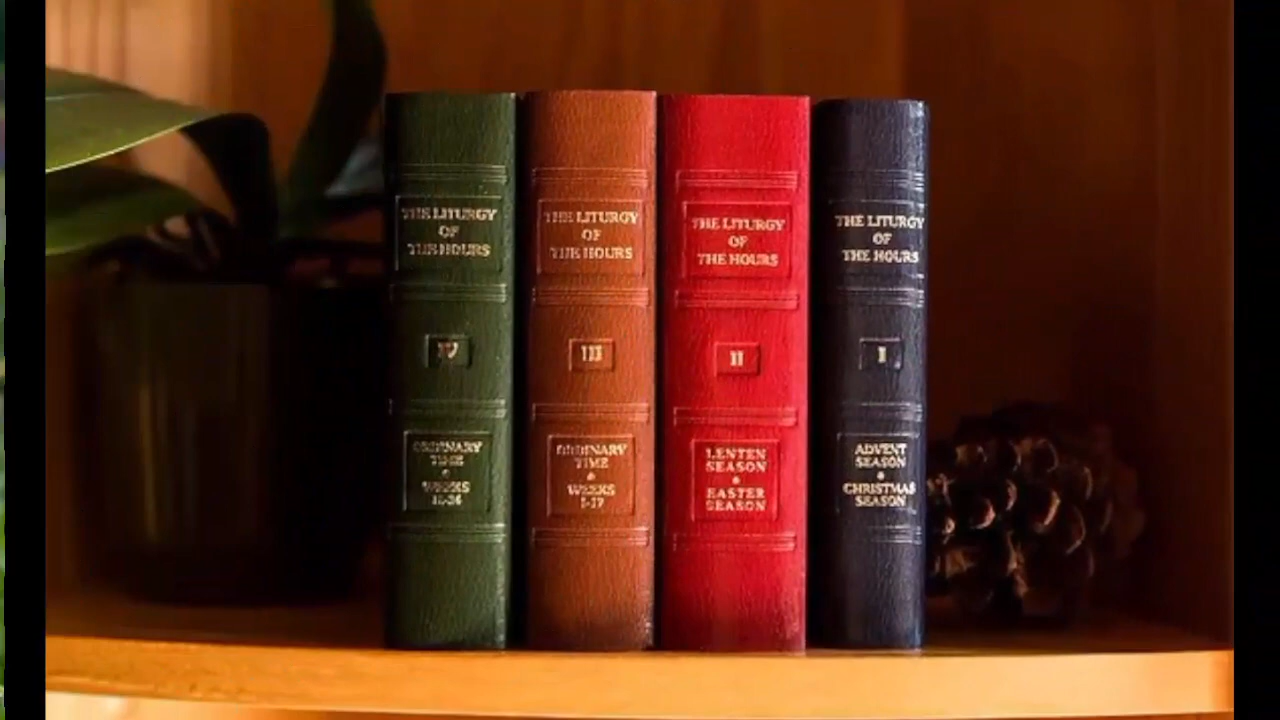 THE LITURGY
OF
THE HOURS
IV
ORDINARY
TIME
WEEKS
18-34
THE LITURGY
OF
THE HOURS
III
ORDINARY
TIME
WEEKS
1-17
THE LITURGY
OF
THE HOURS
II
LENTEN
SEASON
EASTER
SEASON
THE LITURGY
OF
THE HOURS
I
ADVENT
SEASON
CHRISTMAS
SEASON